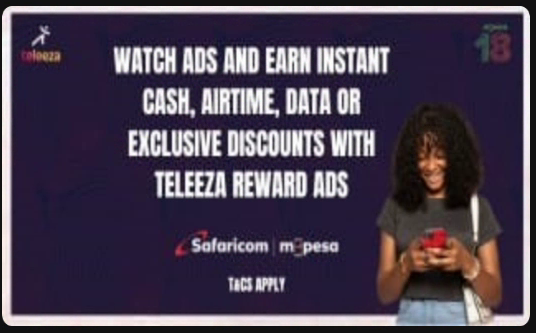 teleeza
18
WATCH ADS AND EARN INSTANT
CASH, AIRTIME, DATA OR
EXCLUSIVE DISCOUNTS WITH
TELEEZA REWARD ADS
Safaricom | m-pesa
T&CS APPLY